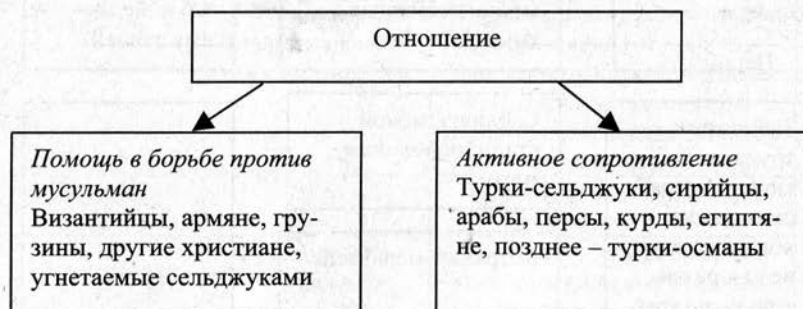 Отношение
Помощь в борьбе против
мусульман
Византийцы, армяне, гру-
зины, другие христиане,
угнетаемые сельджуками
Активное сопротивление
Турки-сельджуки, сирийцы,
арабы, персы, курды, египтя-
не, позднее – турки-османы